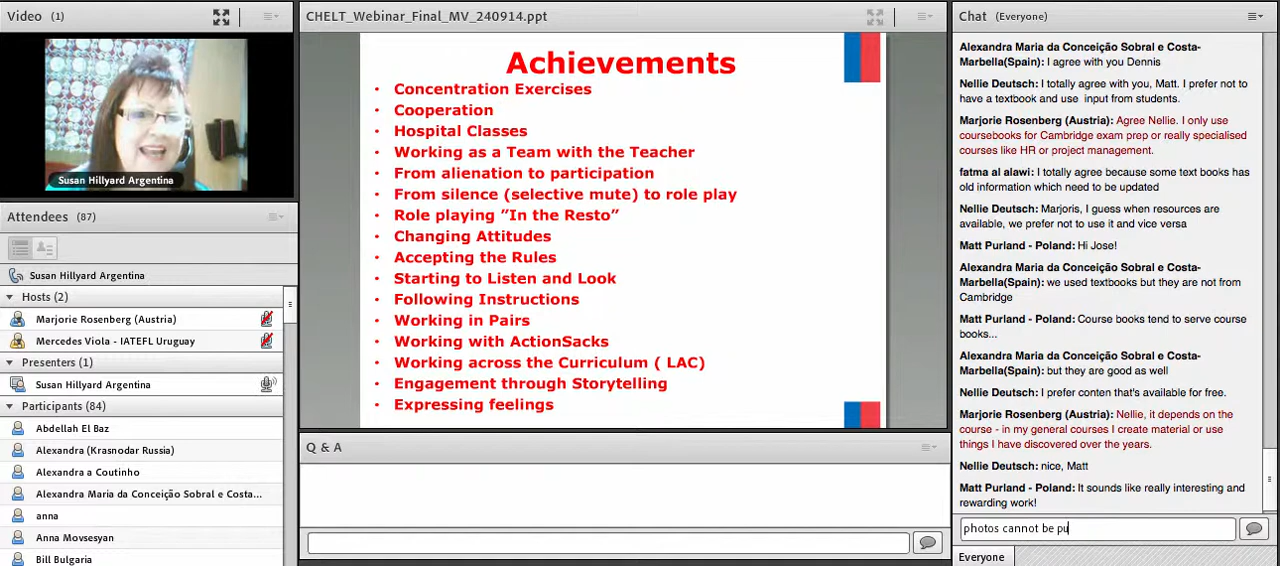 Video (1)
Susan Hillyard Argentina
Attendees (87)
Susan Hillyard Argentina
Hosts (2)
Marjorie Rosenberg (Austria)
Mercedes Viola - IATEFL Uruguay
Presenters (1)
Susan Hillyard Argentina
Participants (84)
Abdellah El Baz
Alexandra (Krasnodar Russia)
Alexandra a Coutinho
Alexandra Maria da Conceição Sobral e Costa...
anna
Anna Movsesyan
Bill Bulgaria
CHELT_Webinar_Final_MV_240914.ppt
Achievements
• Concentration Exercises
• Cooperation
• Hospital Classes
• Working as a Team with the Teacher
• From alienation to participation
• From silence (selective mute) to role play
• Role playing ”In the Resto”
• Changing Attitudes
• Accepting the Rules
• Starting to Listen and Look
• Following Instructions
• Working in Pairs
• Working with ActionSacks
• Working across the Curriculum ( LAC)
• Engagement through Storytelling
• Expressing feelings
Q & A
Chat (Everyone)
Alexandra Maria da Conceição Sobral e Costa-
Marbella(Spain): I agree with you Dennis
Nellie Deutsch: I totally agree with you, Matt. I prefer not to
have a textbook and use input from students.
Marjorie Rosenberg (Austria): Agree Nellie. I only use
coursebooks for Cambridge exam prep or really specialised
courses like HR or project management.
fatma al alawi: I totally agree because some text books has
old information which need to be updated
Nellie Deutsch: Marjoris, I guess when resources are
available, we prefer not to use it and vice versa
Matt Purland - Poland: Hi Jose!
Alexandra Maria da Conceição Sobral e Costa-
Marbella(Spain): we used textbooks but they are not from
Cambridge
Matt Purland - Poland: Course books tend to serve course
books...
Alexandra Maria da Conceição Sobral e Costa-
Marbella(Spain): but they are good as well
Nellie Deutsch: I prefer conten that's available for free.
Marjorie Rosenberg (Austria): Nellie, it depends on the
course - in my general courses I create material or use
things I have discovered over the years.
Nellie Deutsch: nice, Matt
Matt Purland - Poland: It sounds like really interesting and
rewarding work!
photos cannot be pu
Everyone